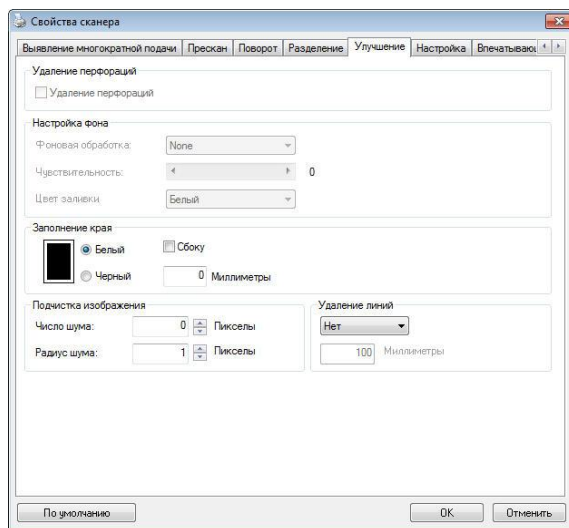 Свойства сканера
Выявление многократной подачи Прескан Поворот Разделение Улучшение Настройка Впечатываю
Удаление перфораций
Удаление перфораций
Настройка фона
Фоновая обработка: None
Чувствительность: 0
Цвет заливки Белый
Заполнение края
Белый Сбоку
Черный 0 Миллиметры
Подчистка изображения Удаление линий
Число шума: 0 Пикселы Нет
Радиус шума: 1 Пикселы 100 Миллиметры
По умолчанию OK Отменить